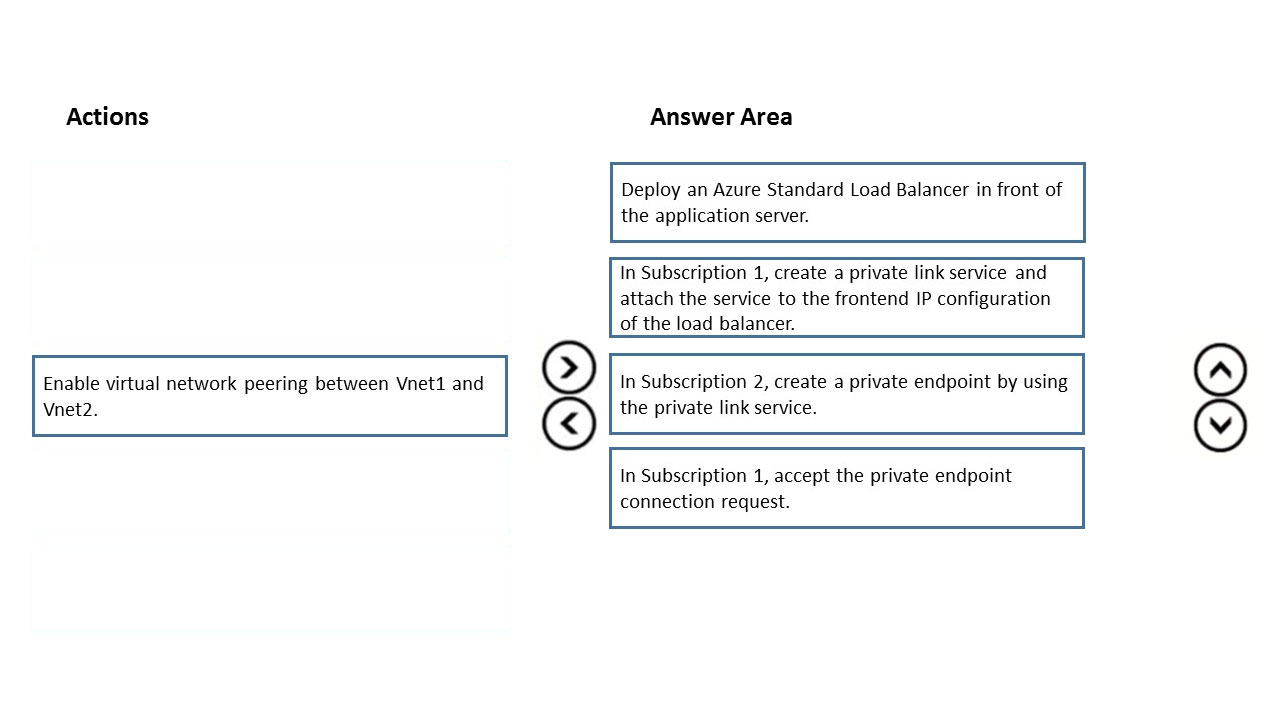 Actions
Answer Area
Deploy an Azure Standard Load Balancer in front of
the application server.
In Subscription 1, create a private link service and
attach the service to the frontend IP configuration
of the load balancer.
Enable virtual network peering between Vnet1 and
Vnet2.
In Subscription 2, create a private endpoint by using
the private link service.
In Subscription 1, accept the private endpoint
connection request.